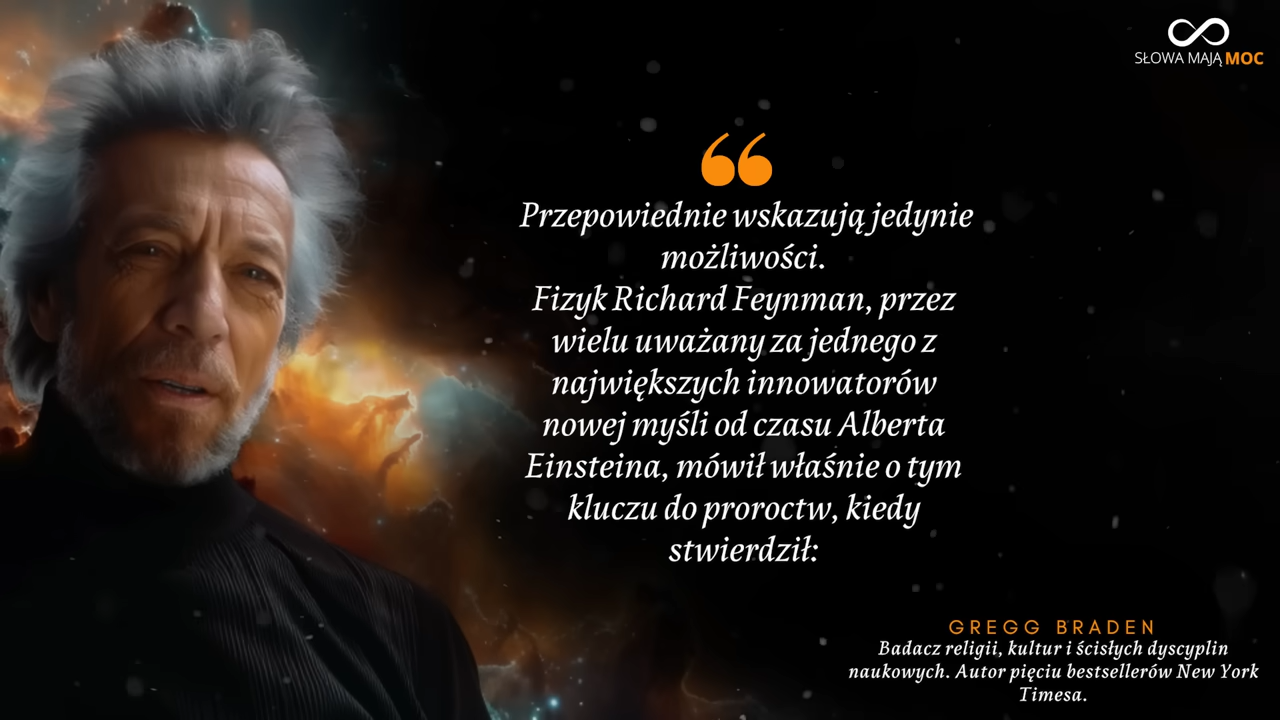 SŁOWA MAJĄ MOC
Przepowiednie wskazują jedynie
możliwości.
Fizyk Richard Feynman, przez
wielu uważany za jednego z
największych innowatorów
nowej myśli od czasu Alberta
Einsteina, mówił właśnie o tym
kluczu do proroctw, kiedy
stwierdził:
GREGG BRADEN
Badacz religii, kultur i ścisłych dyscyplin
naukowych. Autor pięciu bestsellerów New York
Timesa.